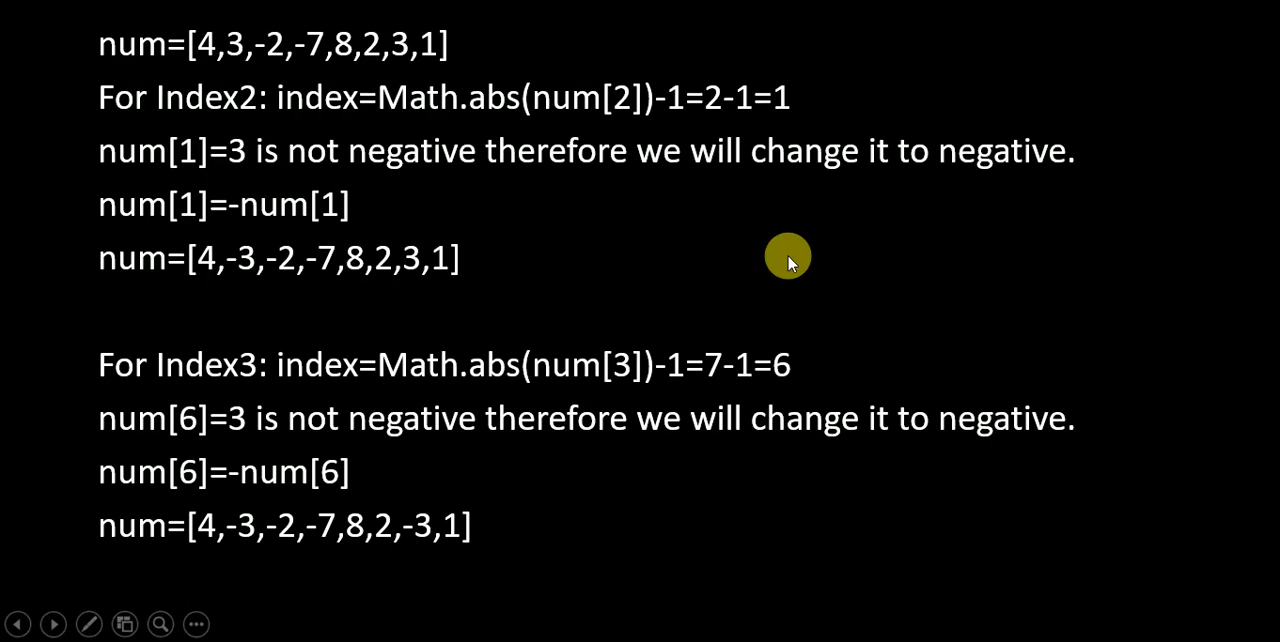 num=[4,3,-2,-7,8,2,3,1]
For Index2: index=Math.abs(num[2])-1=2-1=1
num[1]=3 is not negative therefore we will change it to negative.
num[1]=-num[1]
num=[4,-3,-2,-7,8,2,3,1]
For Index3: index=Math.abs(num[3])-1=7-1=6
num[6]=3 is not negative therefore we will change it to negative.
num[6]=-num[6]
num=[4,-3,-2,-7,8,2,-3,1]